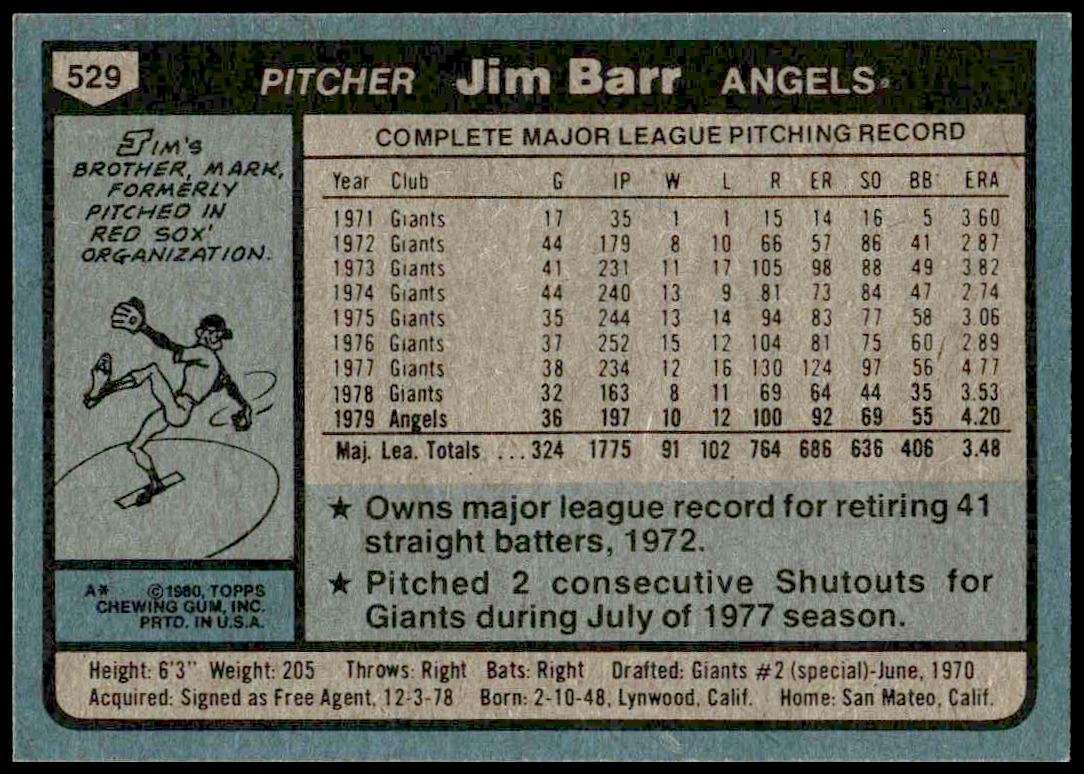 529
PITCHER Jim Barr ANGELS
JIM'S
BROTHER, MARK,
FORMERLY
PITCHED IN
RED SOX'
ORGANIZATION.
A* ©1980, TOPPS
CHEWING GUM, INC.
PRTD. IN U.S.A.
COMPLETE MAJOR LEAGUE PITCHING RECORD
Year Club G IP W L R ER SO BB ERA
1971 Giants 17 35 1 1 15 14 16 5 3.60
1972 Giants 44 179 8 10 66 57 86 41 2.87
1973 Giants 41 231 11 17 105 98 88 49 3.82
1974 Giants 44 240 13 9 81 73 84 47 2.74
1975 Giants 35 244 13 14 94 83 77 58 3.06
1976 Giants 37 252 15 12 104 81 75 60 2.89
1977 Giants 38 234 12 16 130 124 97 56 4.77
1978 Giants 32 163 8 11 69 64 44 35 3.53
1979 Angels 36 197 10 12 100 92 69 55 4.20
Maj. Lea. Totals ...324 1775 91 102 764 686 636 406 3.48
★ Owns major league record for retiring 41
straight batters, 1972.
★ Pitched 2 consecutive Shutouts for
Giants during July of 1977 season.
Height: 6'3" Weight: 205 Throws: Right Bats: Right Drafted: Giants #2 (special)-June, 1970
Acquired: Signed as Free Agent, 12-3-78 Born: 2-10-48, Lynwood, Calif. Home: San Mateo, Calif.